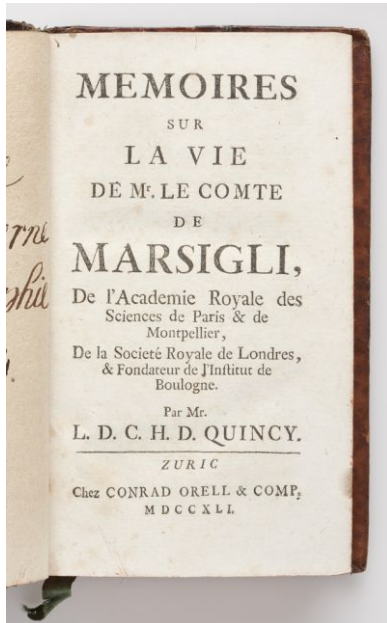 MEMOIRES
SUR
LA VIE
DE Mr. LE COMTE
DE
MARSIGLI,
De l'Academie Royale des
Sciences de Paris & de
Montpellier,
De la Societé Royale de Londres,
& Fondateur de l'Institut de
Boulogne.
Par Mr.
L. D. C. H. D. QUINCY.
ZURIC
Chez CONRAD ORELL & COMP.
MDCCXLI.